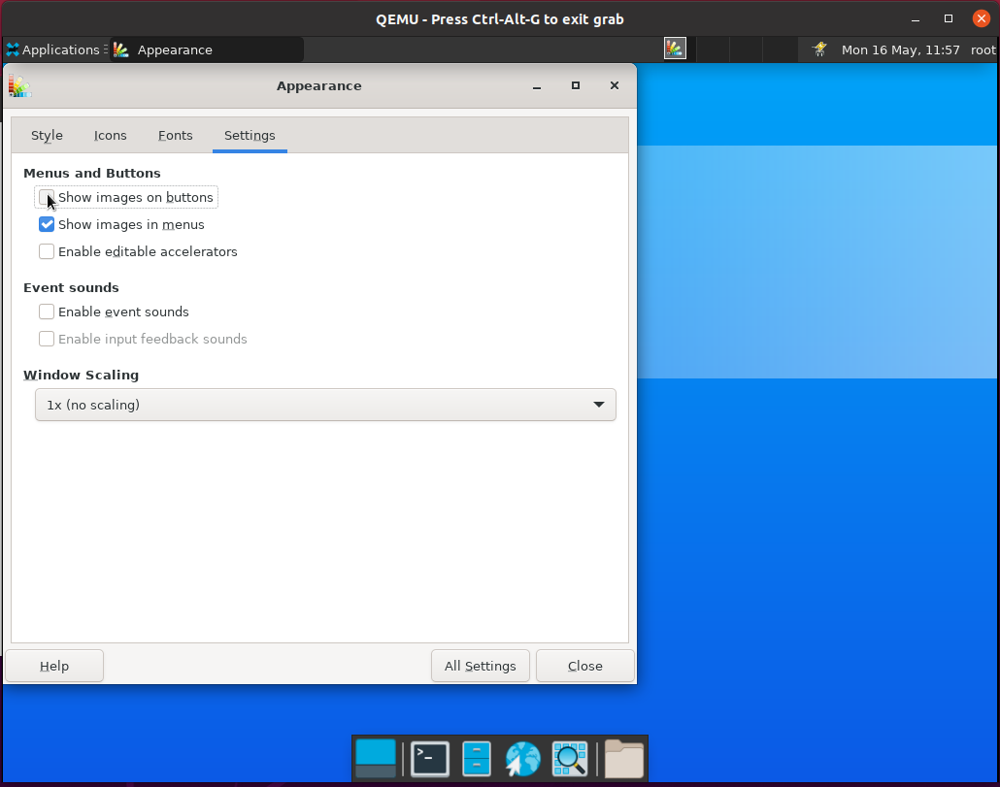 QEMU - Press Ctrl-Alt-G to exit grab
Applications Appearance Mon 16 May, 11:57 root
Appearance
Style Icons Fonts Settings
Menus and Buttons
Show images on buttons
Show images in menus
Enable editable accelerators
Event sounds
Enable event sounds
Enable input feedback sounds
Window Scaling
1x (no scaling)
Help All Settings Close